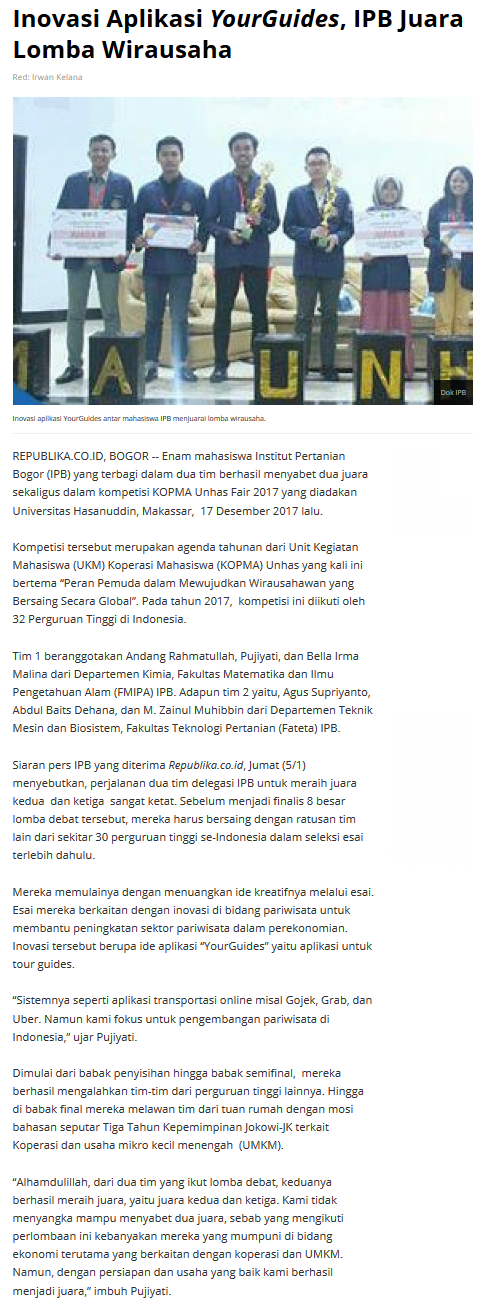 Inovasi Aplikasi YourGuides, IPB Juara
Lomba Wirausaha
Red: Irwan Kelana
JUARA III
A U N H
Dok IPB
Inovasi aplikasi YourGuides antar mahasiswa IPB menjuarai lomba wirausaha.
REPUBLIKA.CO.ID, BOGOR -- Enam mahasiswa Institut Pertanian
Bogor (IPB) yang terbagi dalam dua tim berhasil menyabet dua juara
sekaligus dalam kompetisi KOPMA Unhas Fair 2017 yang diadakan
Universitas Hasanuddin, Makassar,  17 Desember 2017 lalu.
Kompetisi tersebut merupakan agenda tahunan dari Unit Kegiatan
Mahasiswa (UKM) Koperasi Mahasiswa (KOPMA) Unhas yang kali ini
bertema “Peran Pemuda dalam Mewujudkan Wirausahawan yang
Bersaing Secara Global”. Pada tahun 2017,  kompetisi ini diikuti oleh
32 Perguruan Tinggi di Indonesia.
Tim 1 beranggotakan Andang Rahmatullah, Pujiyati, dan Bella Irma
Malina dari Departemen Kimia, Fakultas Matematika dan Ilmu
Pengetahuan Alam (FMIPA) IPB. Adapun tim 2 yaitu, Agus Supriyanto,
Abdul Baits Dehana, dan M. Zainul Muhibbin dari Departemen Teknik
Mesin dan Biosistem, Fakultas Teknologi Pertanian (Fateta) IPB.
Siaran pers IPB yang diterima Republika.co.id, Jumat (5/1)
menyebutkan, perjalanan dua tim delegasi IPB untuk meraih juara
kedua  dan ketiga  sangat ketat. Sebelum menjadi finalis 8 besar
lomba debat tersebut, mereka harus bersaing dengan ratusan tim
lain dari sekitar 30 perguruan tinggi se-Indonesia dalam seleksi esai
terlebih dahulu.
Mereka memulainya dengan menuangkan ide kreatifnya melalui esai.
Esai mereka berkaitan dengan inovasi di bidang pariwisata untuk
membantu peningkatan sektor pariwisata dalam perekonomian.
Inovasi tersebut berupa ide aplikasi “YourGuides” yaitu aplikasi untuk
tour guides.
“Sistemnya seperti aplikasi transportasi online misal Gojek, Grab, dan
Uber. Namun kami fokus untuk pengembangan pariwisata di
Indonesia,” ujar Pujiyati.
Dimulai dari babak penyisihan hingga babak semifinal,  mereka
berhasil mengalahkan tim-tim dari perguruan tinggi lainnya. Hingga
di babak final mereka melawan tim dari tuan rumah dengan mosi
bahasan seputar Tiga Tahun Kepemimpinan Jokowi-JK terkait
Koperasi dan usaha mikro kecil menengah  (UMKM).
“Alhamdulillah, dari dua tim yang ikut lomba debat, keduanya
berhasil meraih juara, yaitu juara kedua dan ketiga. Kami tidak
menyangka mampu menyabet dua juara, sebab yang mengikuti
perlombaan ini kebanyakan mereka yang mumpuni di bidang
ekonomi terutama yang berkaitan dengan koperasi dan UMKM.
Namun, dengan persiapan dan usaha yang baik kami berhasil
menjadi juara,” imbuh Pujiyati.